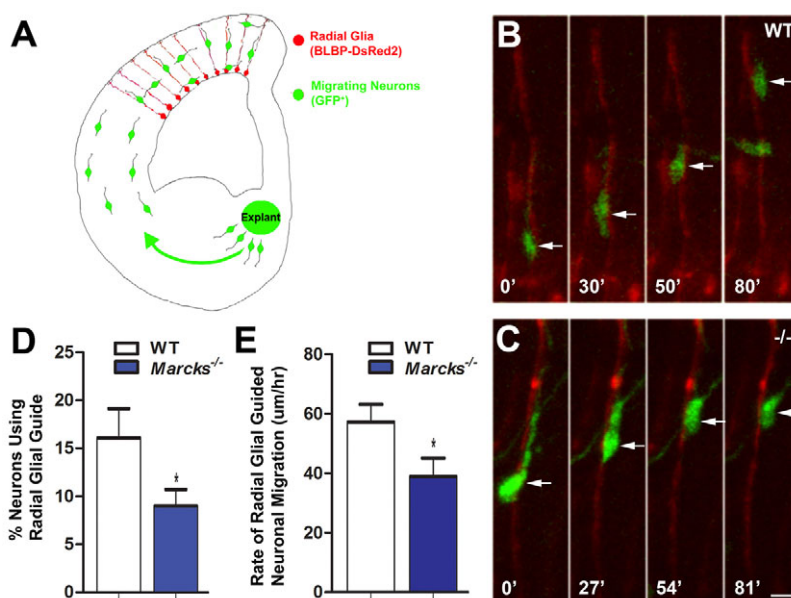 A
Radial Glia
(BLBP-DsRed2)
Migrating Neurons
(GFP⁺)
Explant
B
WT
0’
30’
50’
80’
C
-/-
0’
27’
54’
81’
D
WT
Marcks⁻/⁻
% Neurons Using
Radial Glial Guide
25
20
15
10
5
0
*
E
WT
Marcks⁻/⁻
Rate of Radial Glial Guided
Neuronal Migration (um/hr)
80
60
40
20
0
*